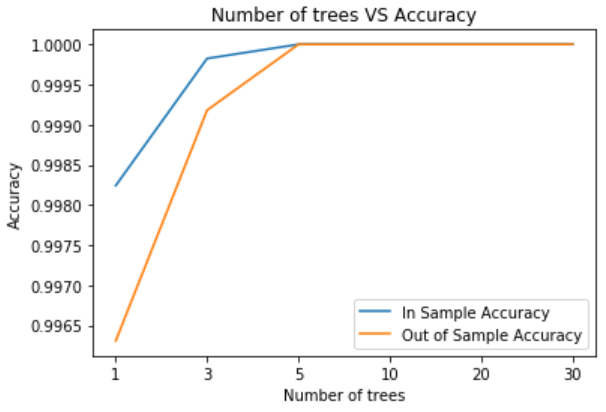 Number of trees VS Accuracy
1.0000
0.9995
0.9990
0.9985
0.9980
0.9975
0.9970
0.9965
Accuracy
In Sample Accuracy
Out of Sample Accuracy
1 3 5 10 20 30
Number of trees